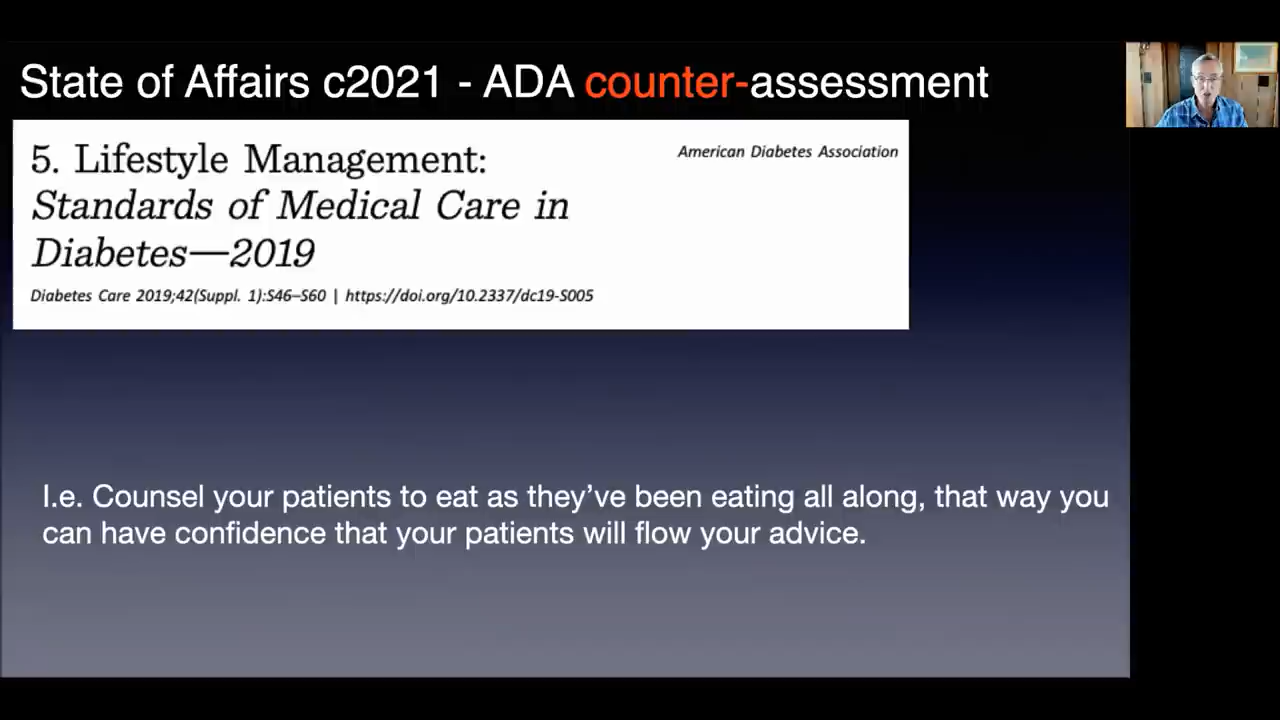 State of Affairs c2021 - ADA counter-assessment
5. Lifestyle Management:
American Diabetes Association
Standards of Medical Care in
Diabetes—2019
Diabetes Care 2019;42(Suppl. 1):S46–S60 | https://doi.org/10.2337/dc19-S005
I.e. Counsel your patients to eat as they’ve been eating all along, that way you
can have confidence that your patients will flow your advice.